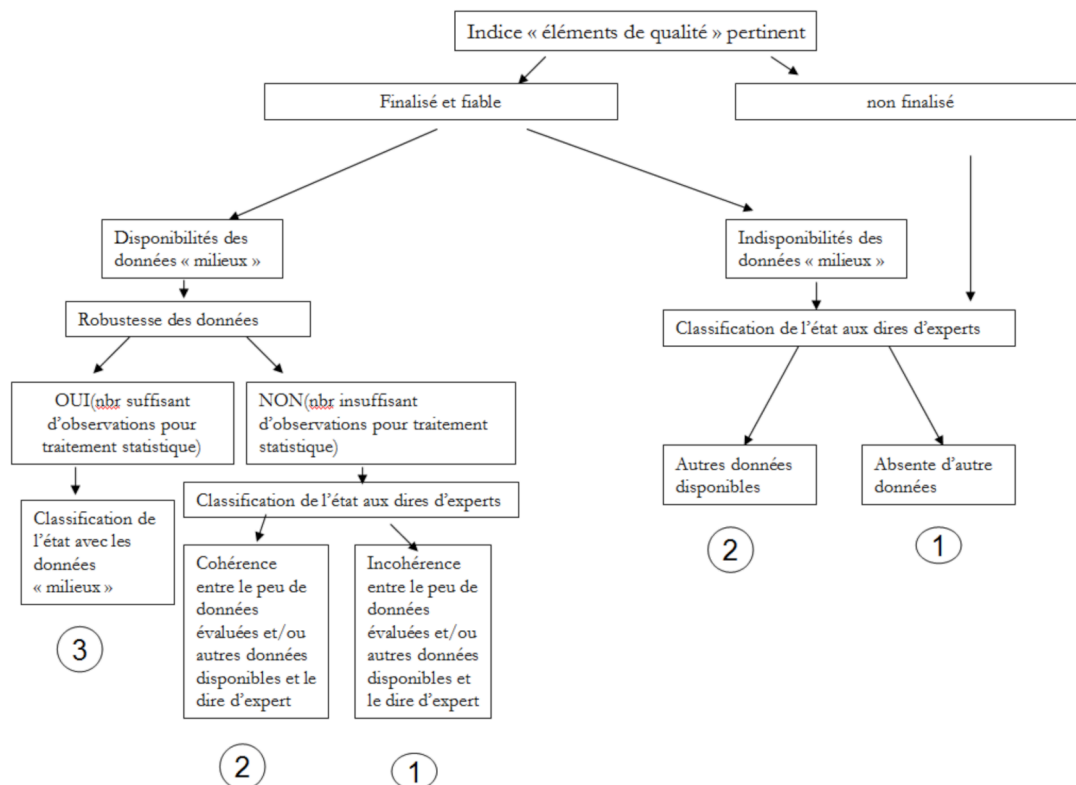 Indice « éléments de qualité » pertinent
Finalisé et fiable
non finalisé
Disponibilités des
données « milieux »
Indisponibilités des
données « milieux »
Robustesse des données
Classification de l'état aux dires d'experts
OUI(nbr suffisant
d'observations pour
traitement statistique)
NON(nbr insuffisant
d'observations pour traitement
statistique)
Autres données
disponibles
Absente d'autre
données
Classification de l'état aux dires d'experts
Classification de
l'état avec les
données
« milieux »
2
1
Cohérence
entre le peu de
données
évaluées et/ou
autres données
disponibles et le
dire d'expert
Incohérence
entre le peu de
données
évaluées et/ou
autres données
disponibles et
le dire d'expert
3
2
1